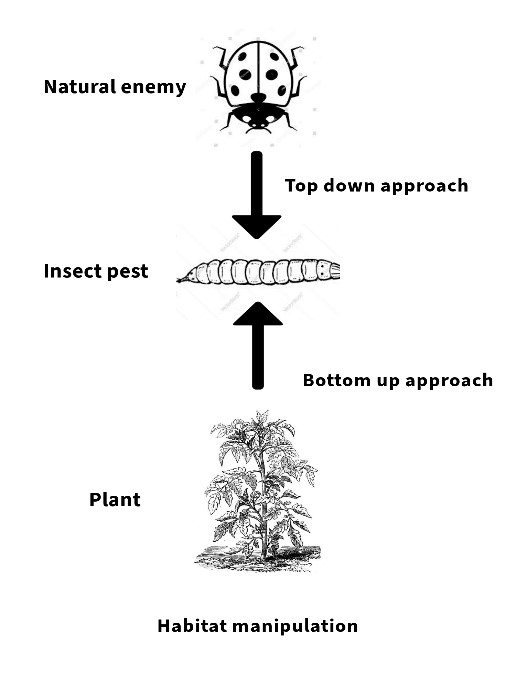 Natural enemy
Top down approach
Insect pest
Bottom up approach
Plant
Habitat manipulation